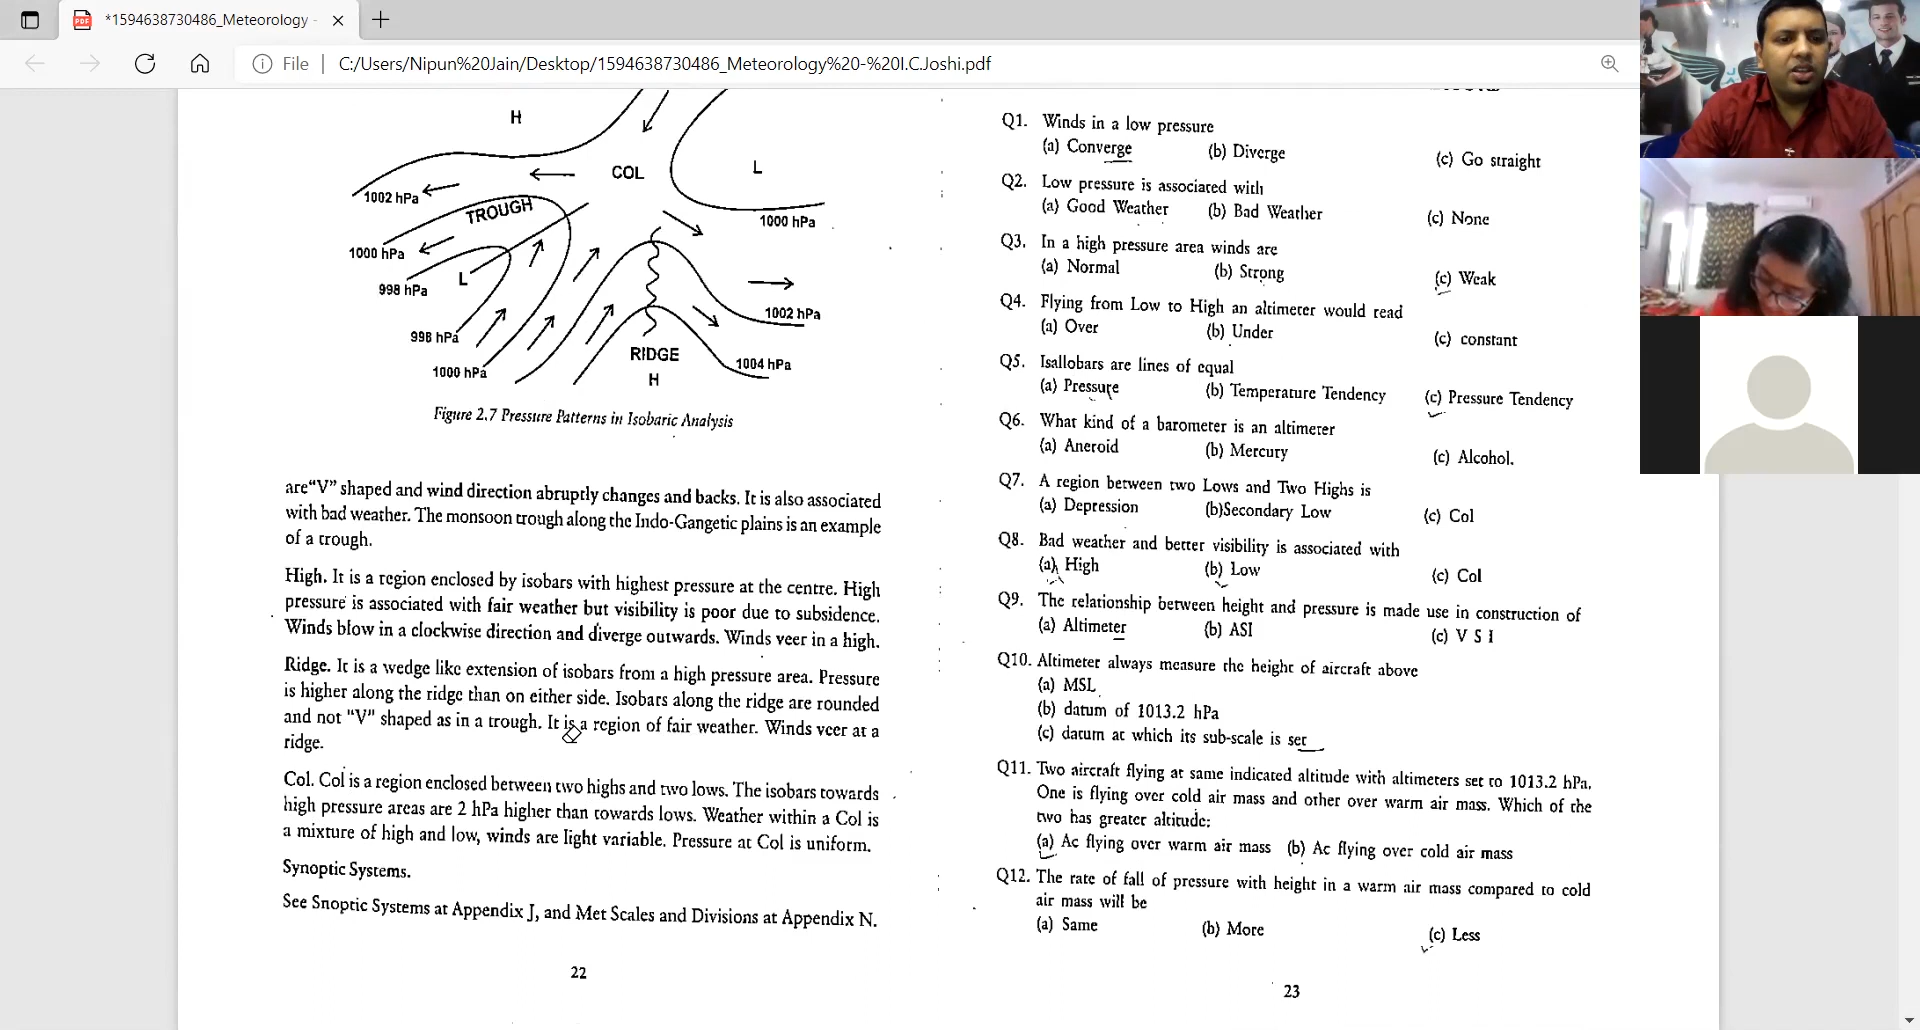 *1594638730486_Meteorology -
File
C:/Users/Nipun%20Jain/Desktop/1594638730486_Meteorology%20-%20I.C.Joshi.pdf
H
COL
L
1002 hPa
TROUGH
1000 hPa
1000 hPa
L
998 hPa
1002 hPa
998 hPa
RIDGE
1004 hPa
1000 hPa
H
Figure 2.7 Pressure Patterns in Isobaric Analysis
are "V" shaped and wind direction abruptly changes and backs. It is also associated
with bad weather. The monsoon trough along the Indo-Gangetic plains is an example
of a trough.
High. It is a region enclosed by isobars with highest pressure at the centre. High
pressure is associated with fair weather but visibility is poor due to subsidence.
Winds blow in a clockwise direction and diverge outwards. Winds veer in a high.
Ridge. It is a wedge like extension of isobars from a high pressure area. Pressure
is higher along the ridge than on either side. Isobars along the ridge are rounded
and not "V" shaped as in a trough. It is a region of fair weather. Winds veer at a
ridge.
Col. Col is a region enclosed between two highs and two lows. The isobars towards
high pressure areas are 2 hPa higher than towards lows. Weather within a Col is
a mixture of high and low, winds are light variable. Pressure at Col is uniform.
Synoptic Systems.
See Snoptic Systems at Appendix J, and Met Scales and Divisions at Appendix N.
22
Q1. Winds in a low pressure
(a) Converge (b) Diverge (c) Go straight
Q2. Low pressure is associated with
(a) Good Weather (b) Bad Weather (c) None
Q3. In a high pressure area winds are
(a) Normal (b) Strong (c) Weak
Q4. Flying from Low to High an altimeter would read
(a) Over (b) Under (c) constant
Q5. Isallobars are lines of equal
(a) Pressure (b) Temperature Tendency (c) Pressure Tendency
Q6. What kind of a barometer is an altimeter
(a) Aneroid (b) Mercury (c) Alcohol.
Q7. A region between two Lows and Two Highs is
(a) Depression (b)Secondary Low (c) Col
Q8. Bad weather and better visibility is associated with
(a) High (b) Low (c) Col
Q9. The relationship between height and pressure is made use in construction of
(a) Altimeter (b) ASI (c) V S I
Q10. Altimeter always measure the height of aircraft above
(a) MSL
(b) datum of 1013.2 hPa
(c) datum at which its sub-scale is set
Q11. Two aircraft flying at same indicated altitude with altimeters set to 1013.2 hPa.
One is flying over cold air mass and other over warm air mass. Which of the
two has greater altitude:
(a) Ac flying over warm air mass (b) Ac flying over cold air mass
Q12. The rate of fall of pressure with height in a warm air mass compared to cold
air mass will be
(a) Same (b) More (c) Less
23